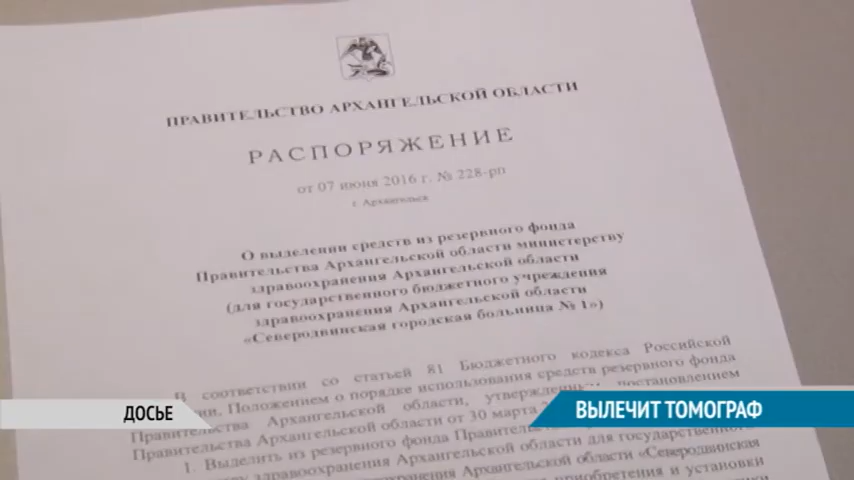 ПРАВИТЕЛЬСТВО АРХАНГЕЛЬСКОЙ ОБЛАСТИ
РАСПОРЯЖЕНИЕ
от 07 июня 2016 г. № 228-рп
г. Архангельск
О выделении средств из резервного фонда
Правительства Архангельской области министерству
здравоохранения Архангельской области
(для государственного бюджетного учреждения
здравоохранения Архангельской области
«Северодвинская городская больница № 1»)
В соответствии со статьей 81 Бюджетного кодекса Российской
Положением о порядке использования средств резервного фонда
Правительства Архангельской области, утвержденным постановлением
Правительства Архангельской области от 30 марта
1. Выделить из резервного фонда
здравоохранения Архангельской области для государственного
Архангельской области «Северодвинская
приобретения и установки
ДОСЬЕ
ВЫЛЕЧИТ ТОМОГРАФ